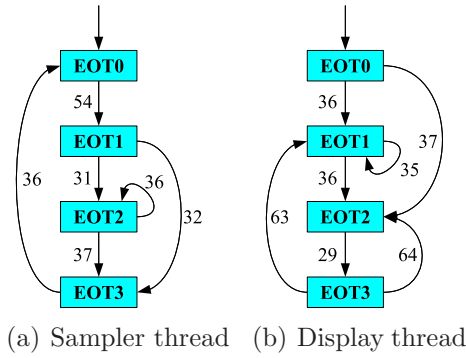 EOT0 EOT0
54 36
EOT1 EOT1
36 31 36 32 63 36 35 37
EOT2 EOT2
37 29 64
EOT3 EOT3
(a) Sampler thread (b) Display thread